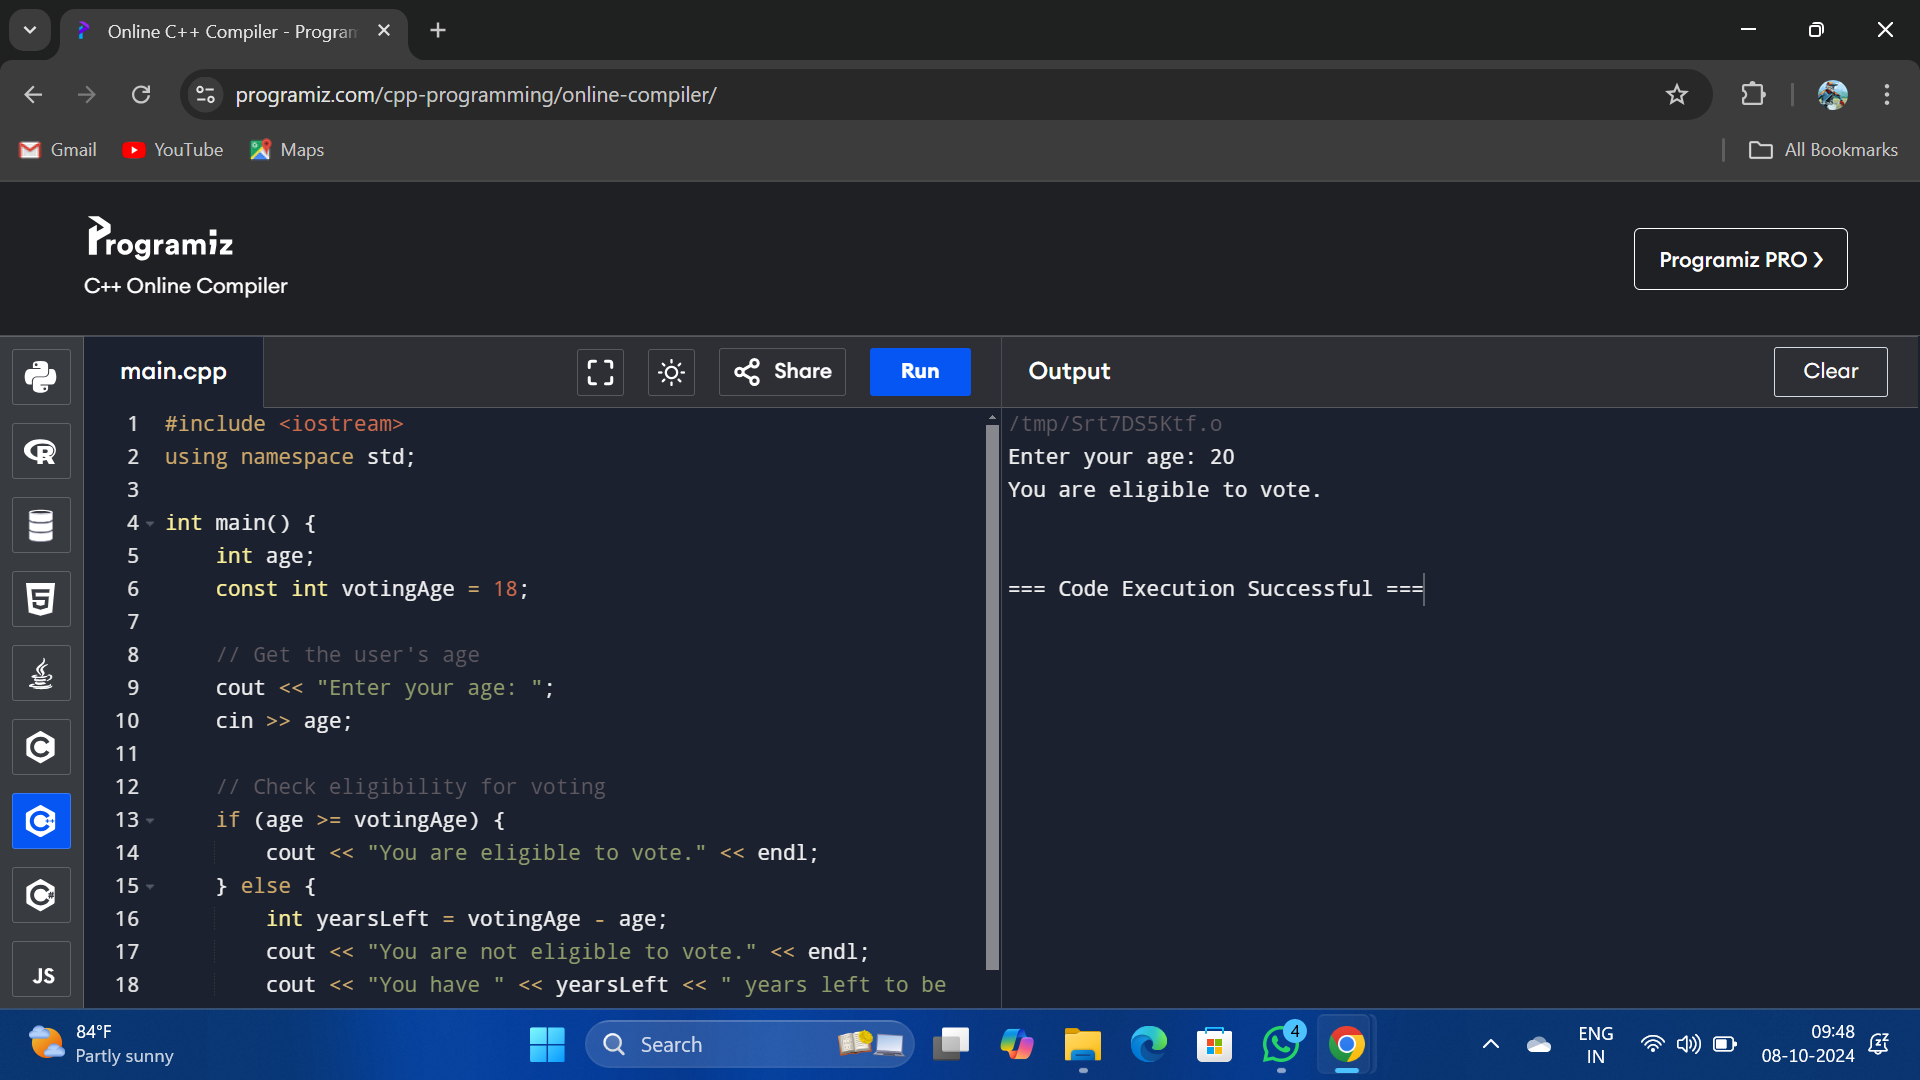 Online C++ Compiler - Program
programiz.com/cpp-programming/online-compiler/
Gmail YouTube Maps All Bookmarks
Programiz
C++ Online Compiler
Programiz PRO ❯
main.cpp Share Run Output Clear
1 #include <iostream>
2 using namespace std;
3
4 int main() {
5 int age;
6 const int votingAge = 18;
7
8 // Get the user's age
9 cout << "Enter your age: ";
10 cin >> age;
11
12 // Check eligibility for voting
13 if (age >= votingAge) {
14 cout << "You are eligible to vote." << endl;
15 } else {
16 int yearsLeft = votingAge - age;
17 cout << "You are not eligible to vote." << endl;
18 cout << "You have " << yearsLeft << " years left to be
/tmp/Srt7DS5Ktf.o
Enter your age: 20
You are eligible to vote.
=== Code Execution Successful ===
JS
84°F
Partly sunny
Search
4
ENG
IN
09:48
08-10-2024